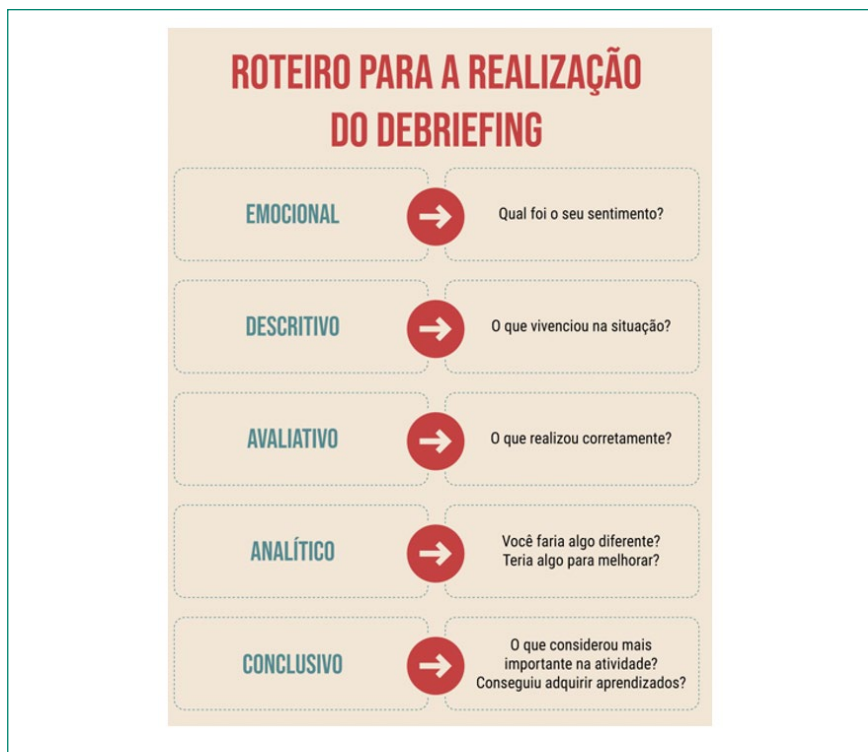 ROTEIRO PARA A REALIZAÇÃO
DO DEBRIEFING
EMOCIONAL
Qual foi o seu sentimento?
DESCRITIVO
O que vivenciou na situação?
AVALIATIVO
O que realizou corretamente?
ANALÍTICO
Você faria algo diferente?
Teria algo para melhorar?
CONCLUSIVO
O que considerou mais
importante na atividade?
Conseguiu adquirir aprendizados?